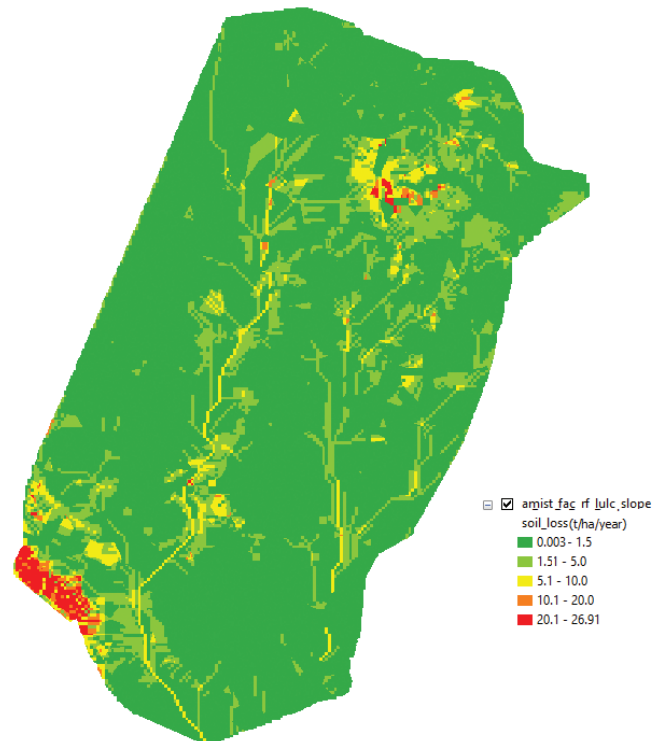 amist_fac_rf_lulc_slope
soil_loss(t/ha/year)
0.003 - 1.5
1.51 - 5.0
5.1 - 10.0
10.1 - 20.0
20.1 - 26.91